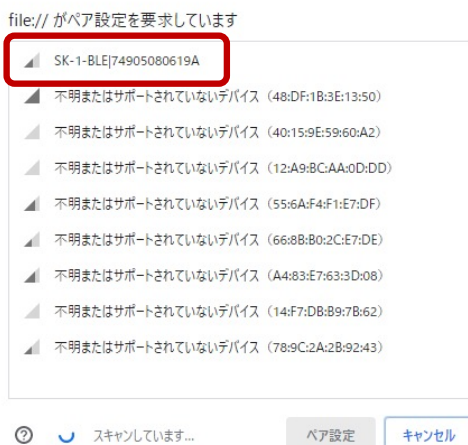 file:// がペア設定を要求しています
SK-1-BLE|74905080619A
不明またはサポートされていないデバイス（48:DF:1B:3E:13:50）
不明またはサポートされていないデバイス（40:15:9E:59:60:A2）
不明またはサポートされていないデバイス（12:A9:BC:AA:0D:DD）
不明またはサポートされていないデバイス（55:6A:F4:F1:E7:DF）
不明またはサポートされていないデバイス（66:8B:B0:2C:E7:DE）
不明またはサポートされていないデバイス（A4:83:E7:63:3D:08）
不明またはサポートされていないデバイス（14:F7:DB:B9:7B:62）
不明またはサポートされていないデバイス（78:9C:2A:2B:92:43）
? スキャンしています... ペア設定 キャンセル